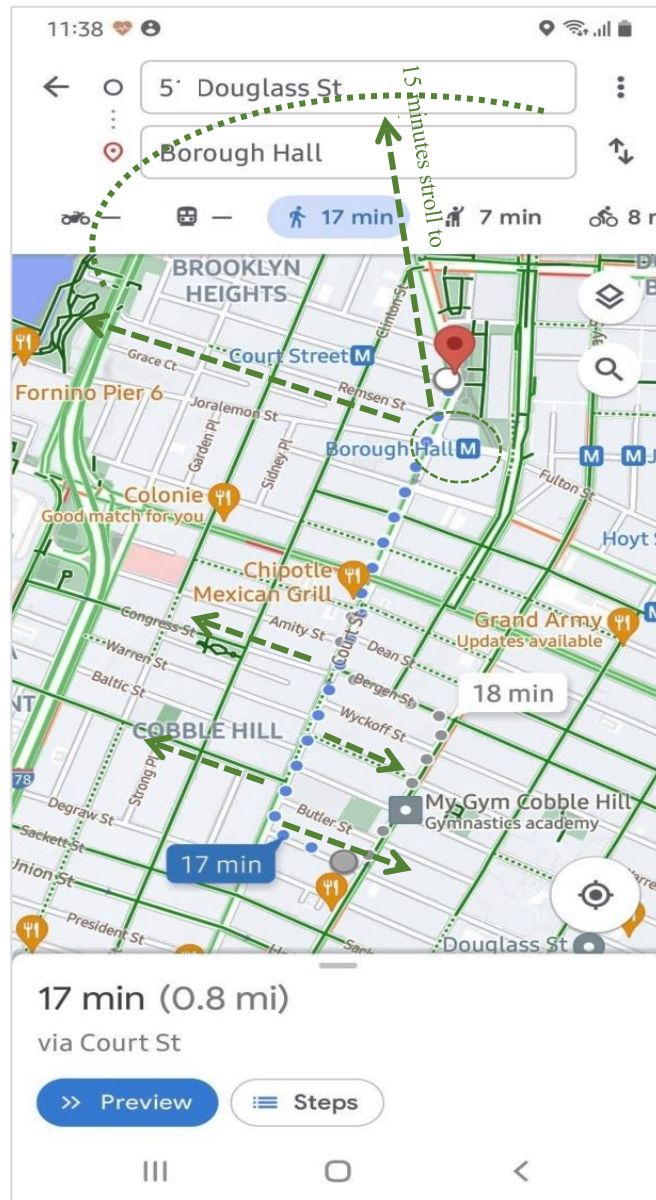 11:38
5' Douglass St
Borough Hall
15 minutes stroll to
—
—
17 min
7 min
8 m
BROOKLYN
HEIGHTS
Clinton St
Grace Ct
Court Street M
Remsen St
Fornino Pier 6
Joralemon St
Garden Pl
Sidney Pl
Borough Hall M
M
M
Fulton St
Colonie
Good match for you
Hoyt S
Chipotle
Mexican Grill
Court St
Grand Army
Updates available
M
Congress St
Amity St
Dean St
Warren St
Bergen St
18 min
Baltic St
Wyckoff St
NT
COBBLE HILL
78
Strong Pl
My Gym Cobble Hill
Gymnastics academy
Degraw St
Butler St
Sackett St
17 min
Union St
President St
Sack
Douglass St
17 min (0.8 mi)
via Court St
Preview
Steps